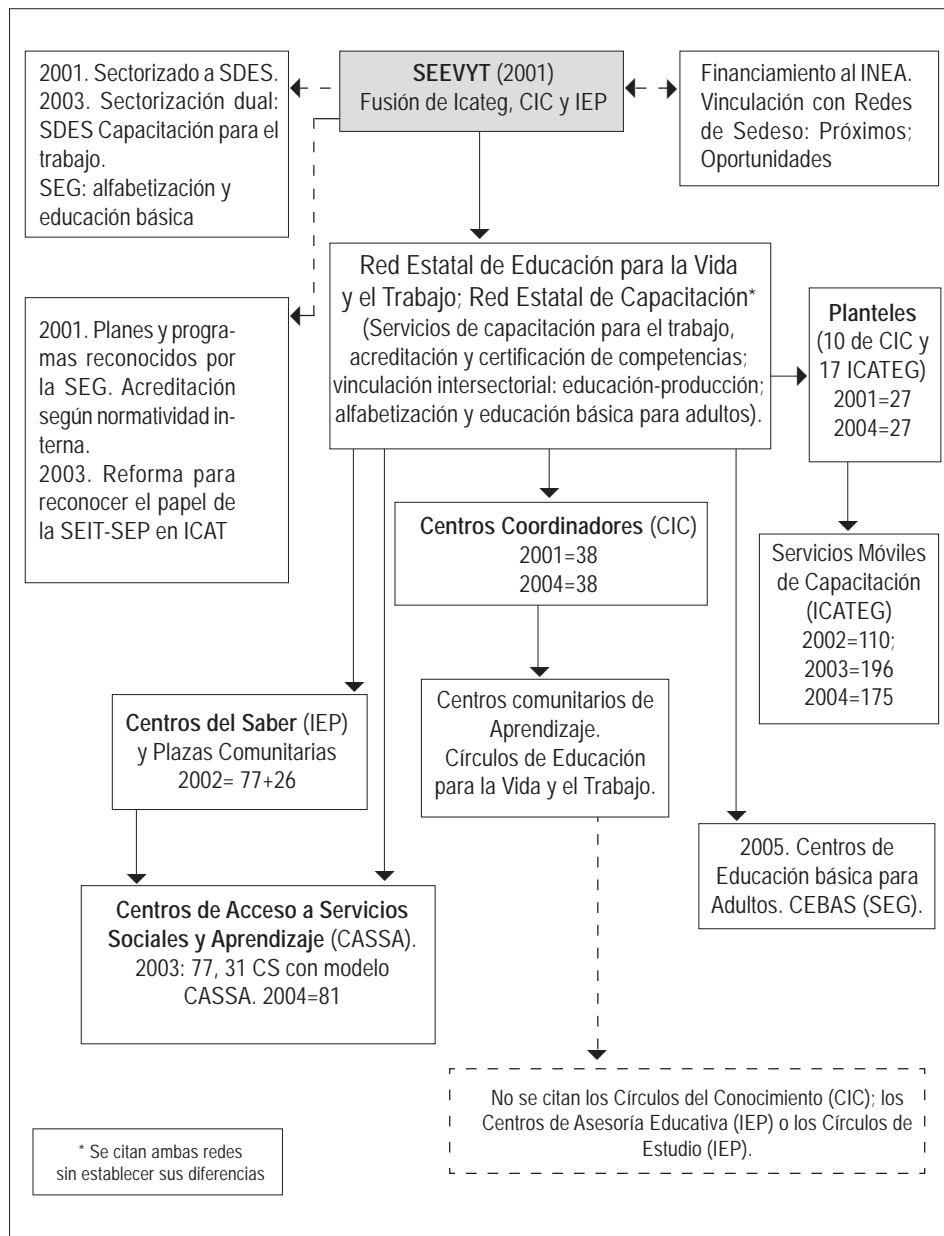 2001. Sectorizado a SDES.
2003. Sectorización dual:
SDES Capacitación para el
trabajo.
SEG: alfabetización y
educación básica
SEEVYT (2001)
Fusión de Icateg, CIC y IEP
Financiamiento al INEA.
Vinculación con Redes
de Sedeso: Próximos;
Oportunidades
2001. Planes y progra-
mas reconocidos por
la SEG. Acreditación
según normatividad in-
terna.
2003. Reforma para
reconocer el papel de
la SEIT-SEP en ICAT
Red Estatal de Educación para la Vida
y el Trabajo; Red Estatal de Capacitación*
(Servicios de capacitación para el trabajo,
acreditación y certificación de competencias;
vinculación intersectorial: educación-producción;
alfabetización y educación básica para adultos).
Planteles
(10 de CIC y
17 ICATEG)
2001=27
2004=27
Centros Coordinadores (CIC)
2001=38
2004=38
Servicios Móviles
de Capacitación
(ICATEG)
2002=110;
2003=196
2004=175
Centros del Saber (IEP)
y Plazas Comunitarias
2002= 77+26
Centros comunitarios de
Aprendizaje.
Círculos de Educación
para la Vida y el Trabajo.
2005. Centros de
Educación básica para
Adultos. CEBAS (SEG).
Centros de Acceso a Servicios
Sociales y Aprendizaje (CASSA).
2003: 77, 31 CS con modelo
CASSA. 2004=81
No se citan los Círculos del Conocimiento (CIC); los
Centros de Asesoría Educativa (IEP) o los Círculos de
Estudio (IEP).
* Se citan ambas redes
sin establecer sus diferencias